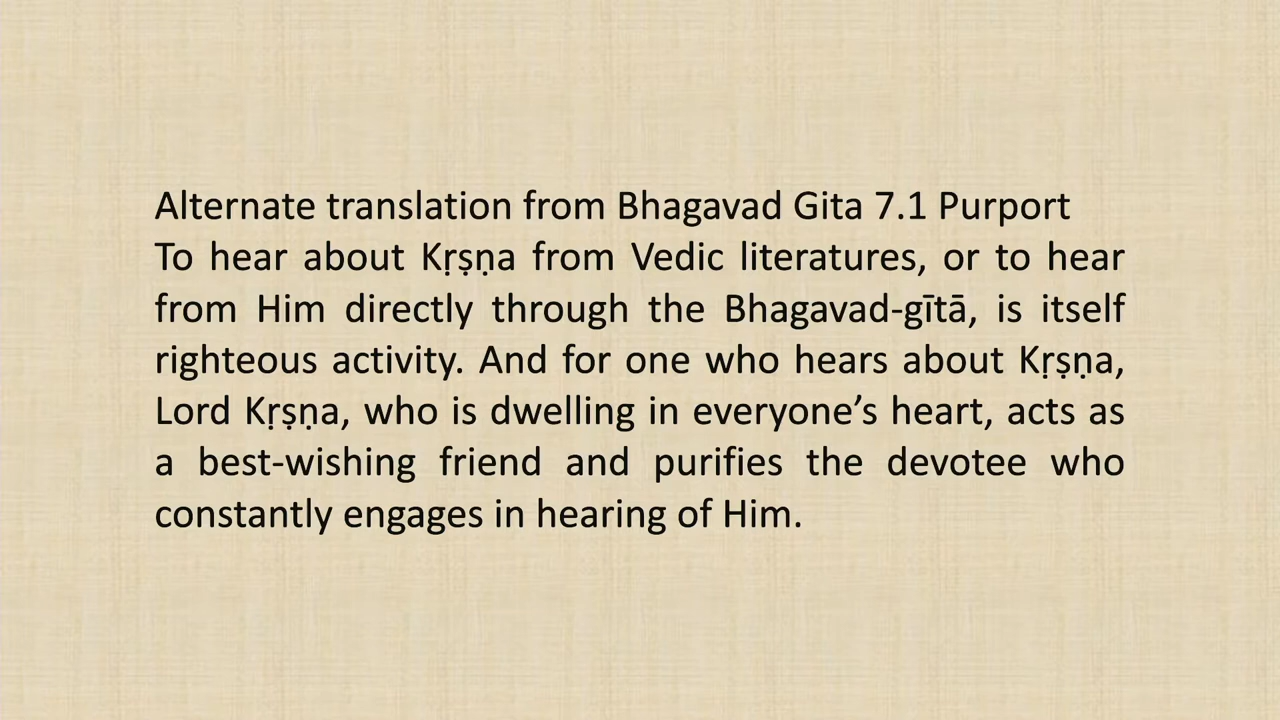 Alternate translation from Bhagavad Gita 7.1 Purport
To hear about Kṛṣṇa from Vedic literatures, or to hear
from Him directly through the Bhagavad-gītā, is itself
righteous activity. And for one who hears about Kṛṣṇa,
Lord Kṛṣṇa, who is dwelling in everyone’s heart, acts as
a best-wishing friend and purifies the devotee who
constantly engages in hearing of Him.